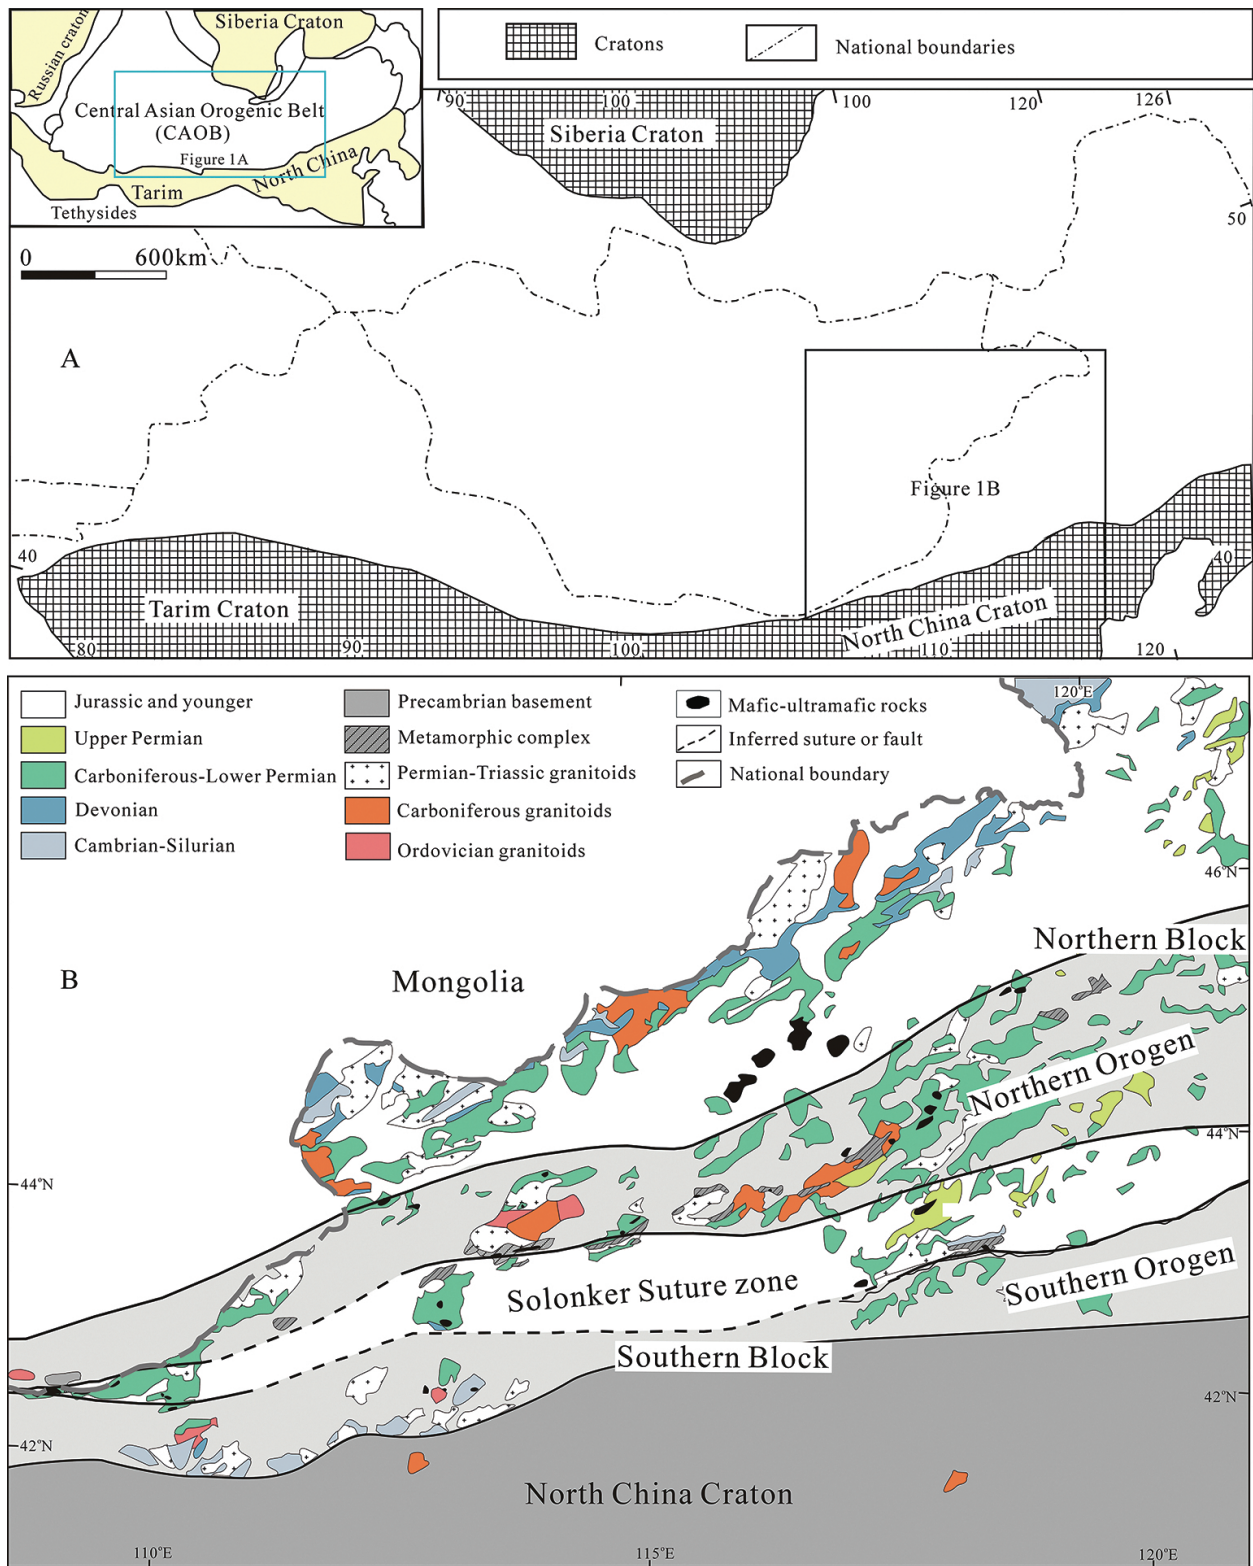 Siberia Craton
Russian craton
Central Asian Orogenic Belt
(CAOB)
Figure 1A
North China
Tarim
Tethysides
Cratons
National boundaries
90
100
100
120
126
Siberia Craton
50
0
600km
A
Figure 1B
40
40
Tarim Craton
North China Craton
80
90
100
110
120
Jurassic and younger
Upper Permian
Carboniferous-Lower Permian
Devonian
Cambrian-Silurian
Precambrian basement
Metamorphic complex
Permian-Triassic granitoids
Carboniferous granitoids
Ordovician granitoids
Mafic-ultramafic rocks
Inferred suture or fault
National boundary
120°E
46°N
Northern Block
B
Mongolia
Northern Orogen
44°N
44°N
Solonker Suture zone
Southern Orogen
Southern Block
42°N
42°N
North China Craton
110°E
115°E
120°E